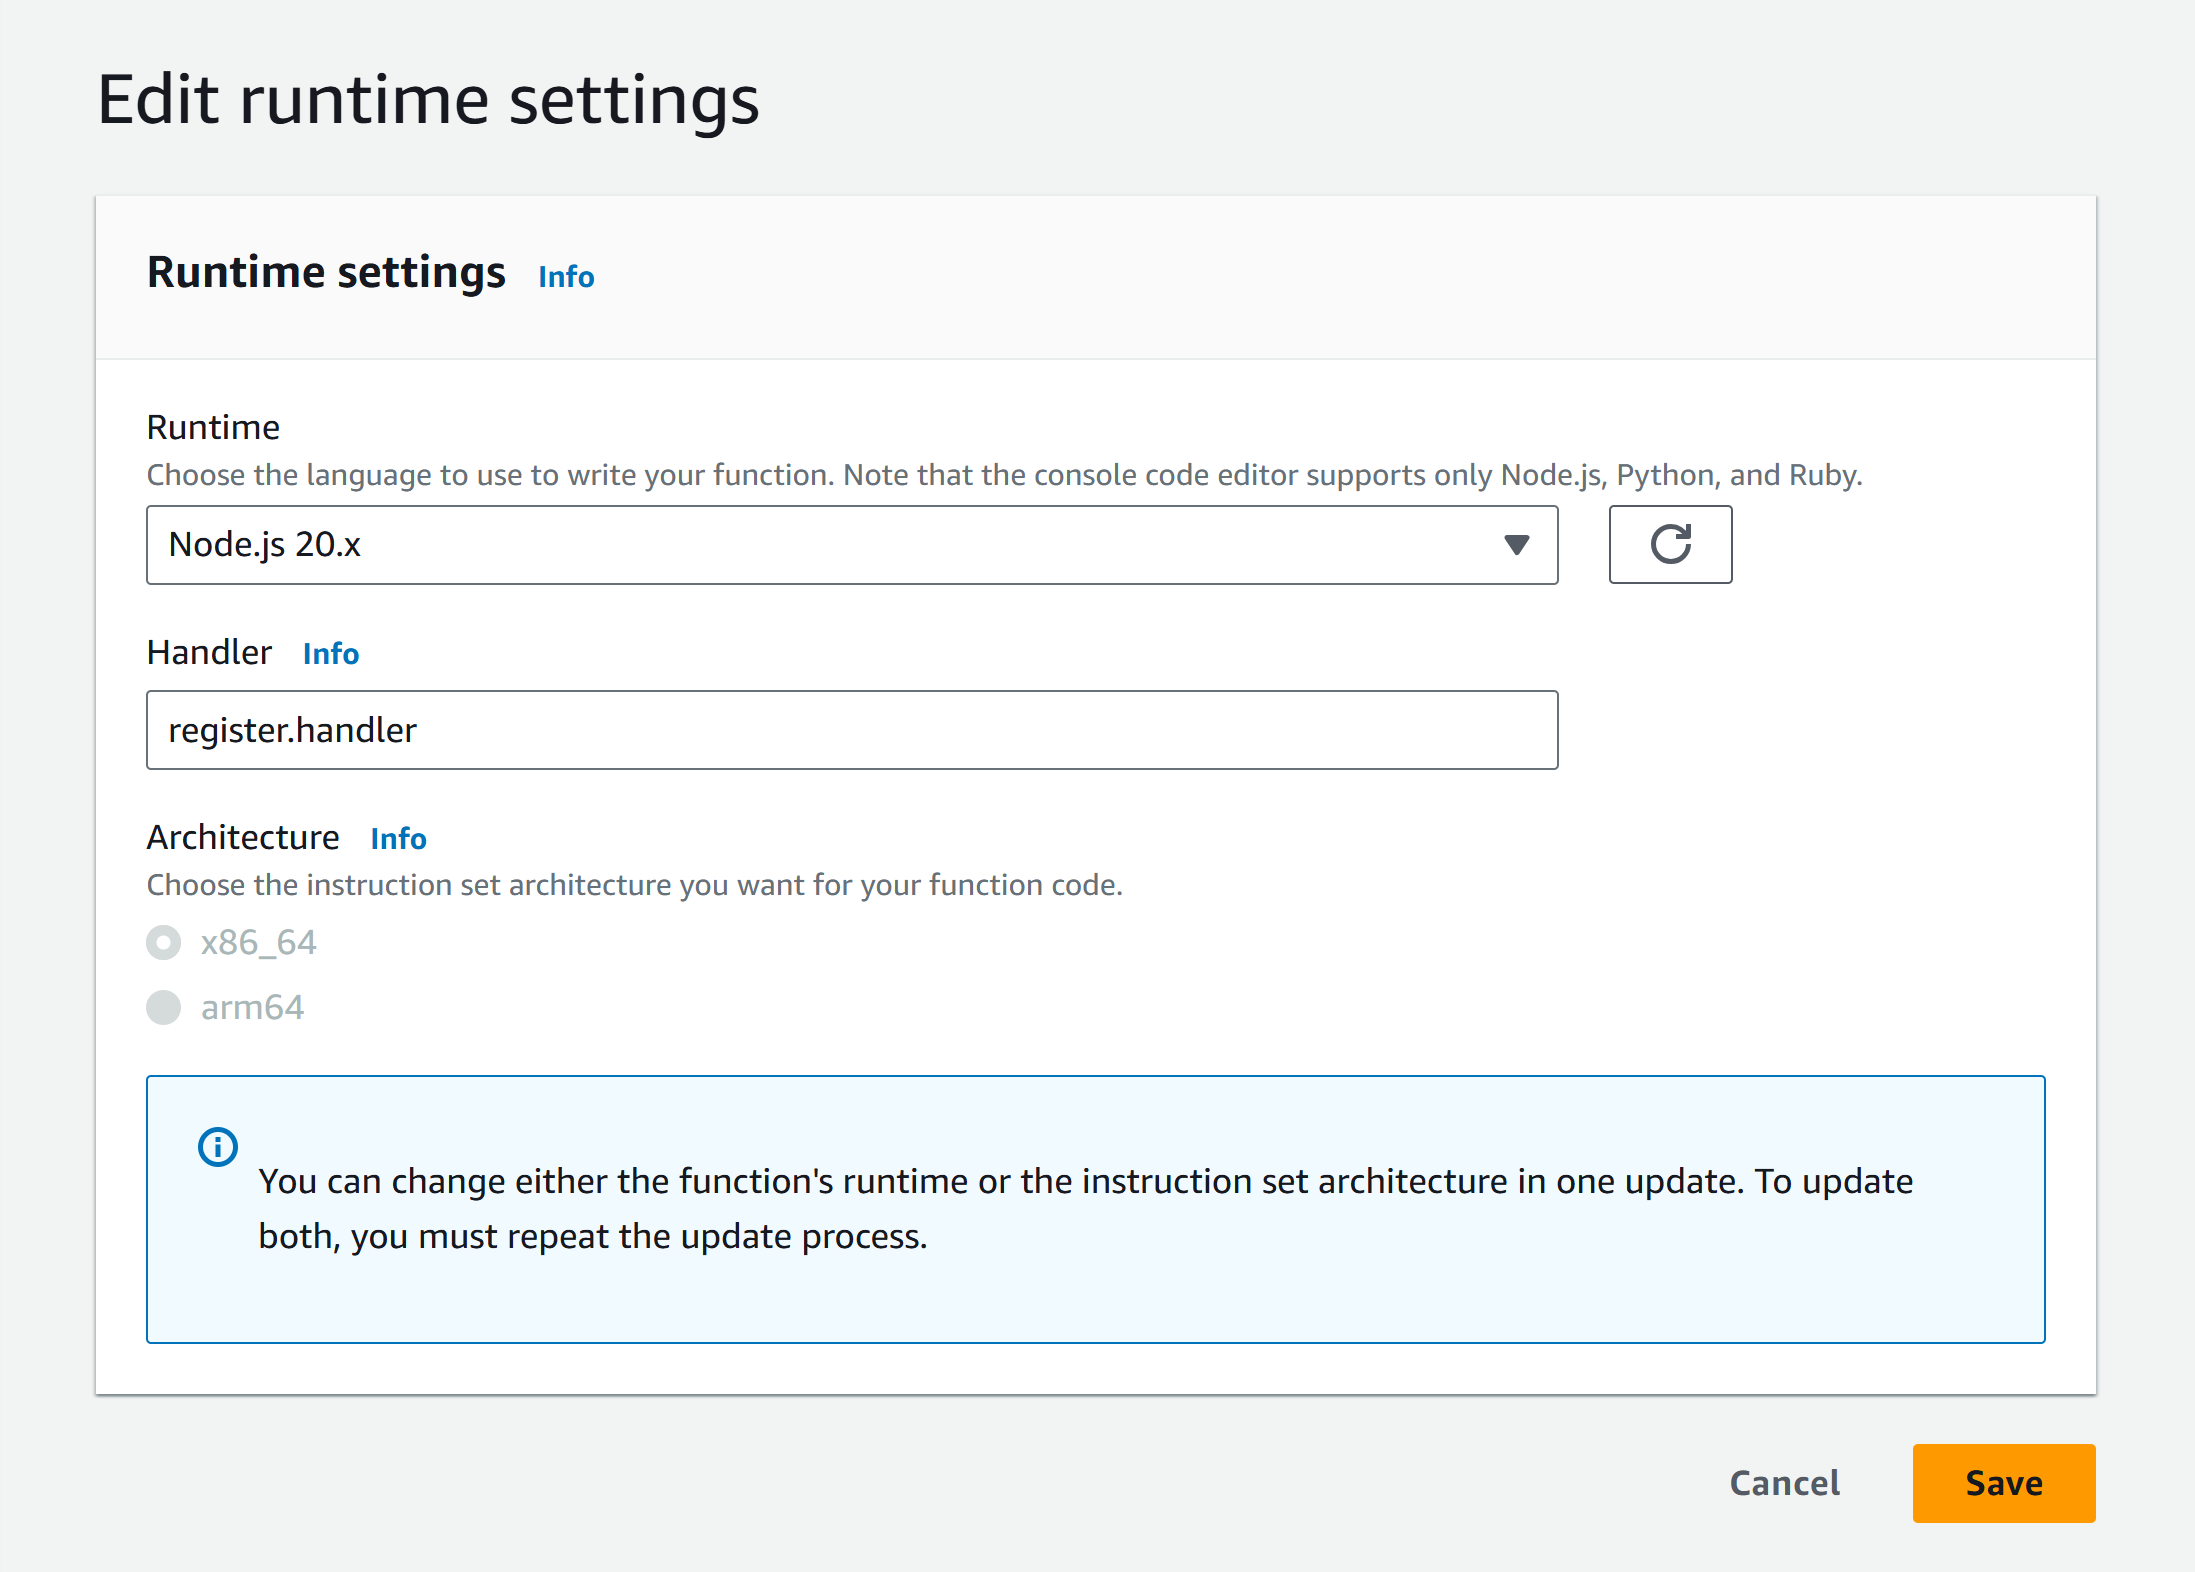 Edit runtime settings
Runtime settings Info
Runtime
Choose the language to use to write your function. Note that the console code editor supports only Node.js, Python, and Ruby.
Node.js 20.x
Handler Info
register.handler
Architecture Info
Choose the instruction set architecture you want for your function code.
x86_64
arm64
You can change either the function's runtime or the instruction set architecture in one update. To update
both, you must repeat the update process.
Cancel Save